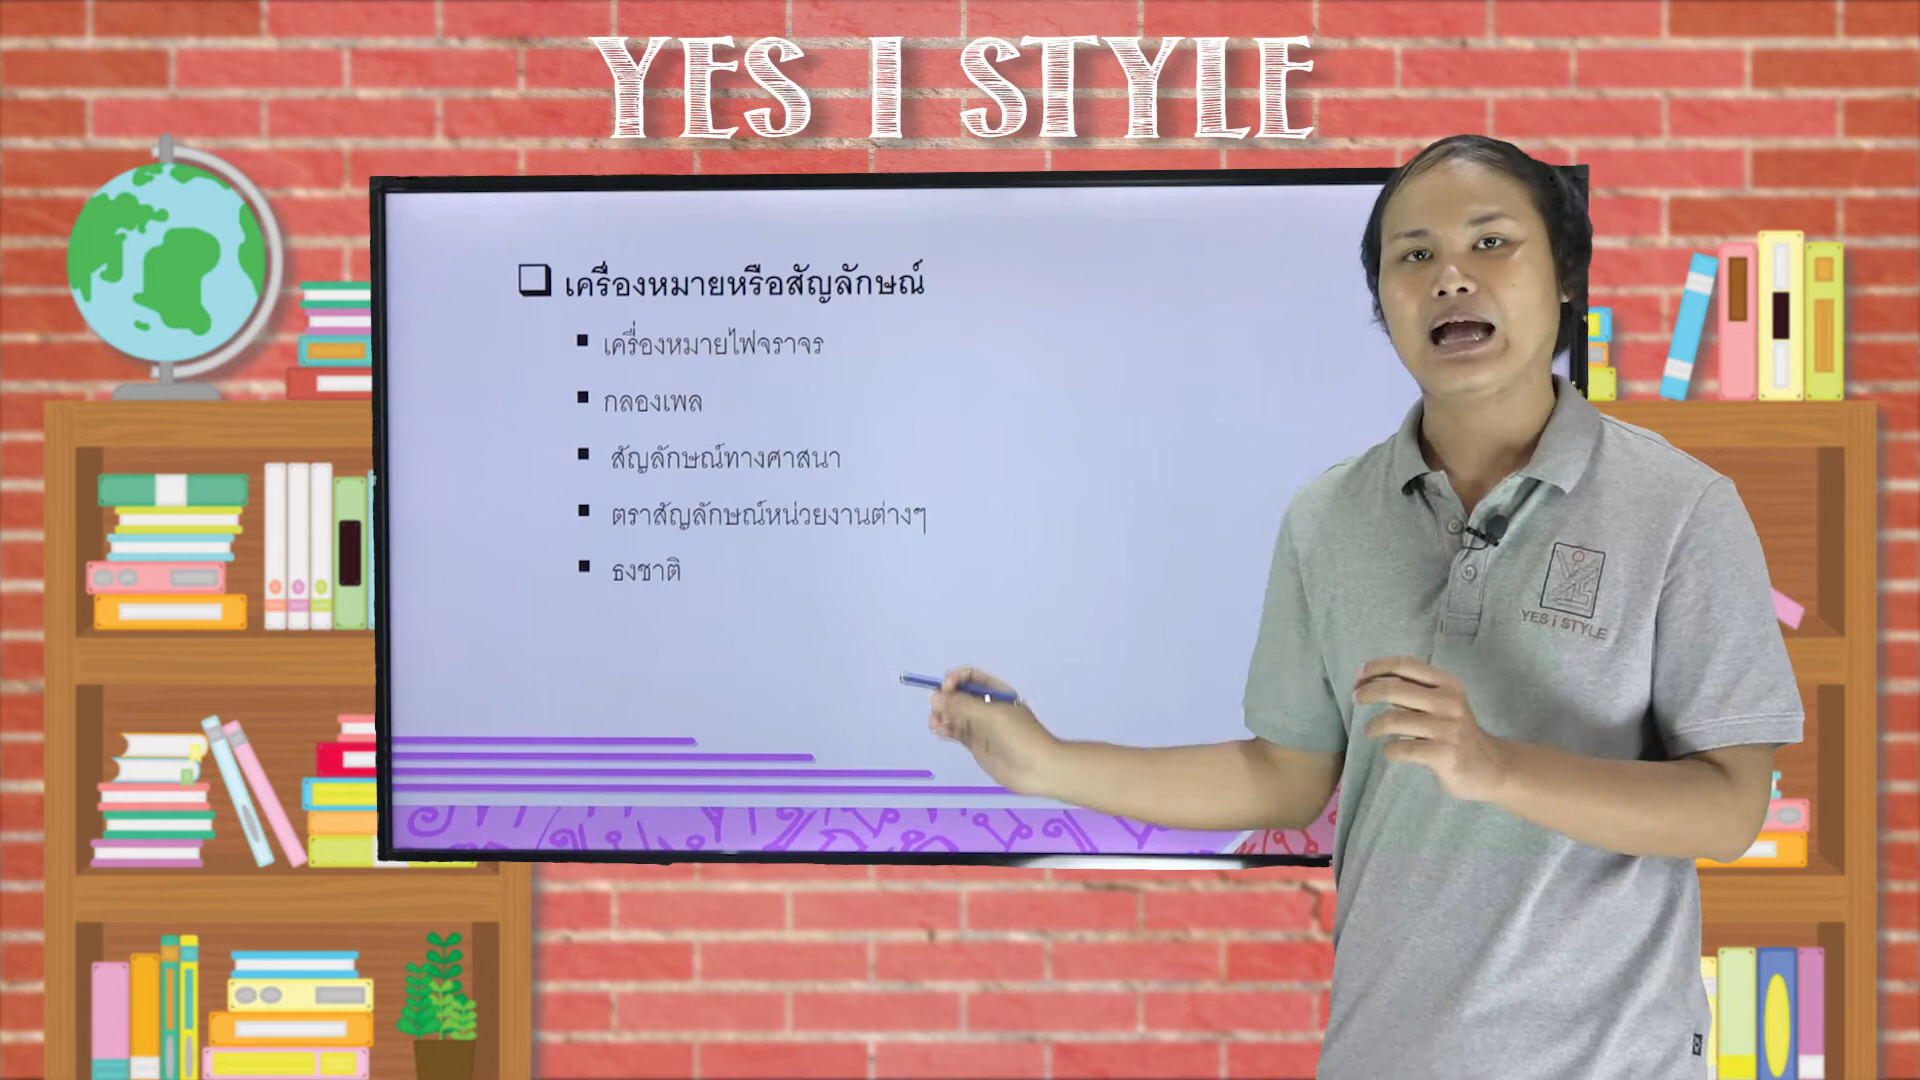 YES I STYLE
เครื่องหมายหรือสัญลักษณ์
เครื่องหมายไฟจราจร
กลองเพล
สัญลักษณ์ทางศาสนา
ตราสัญลักษณ์หน่วยงานต่างๆ
ธงชาติ
YES i STYLE